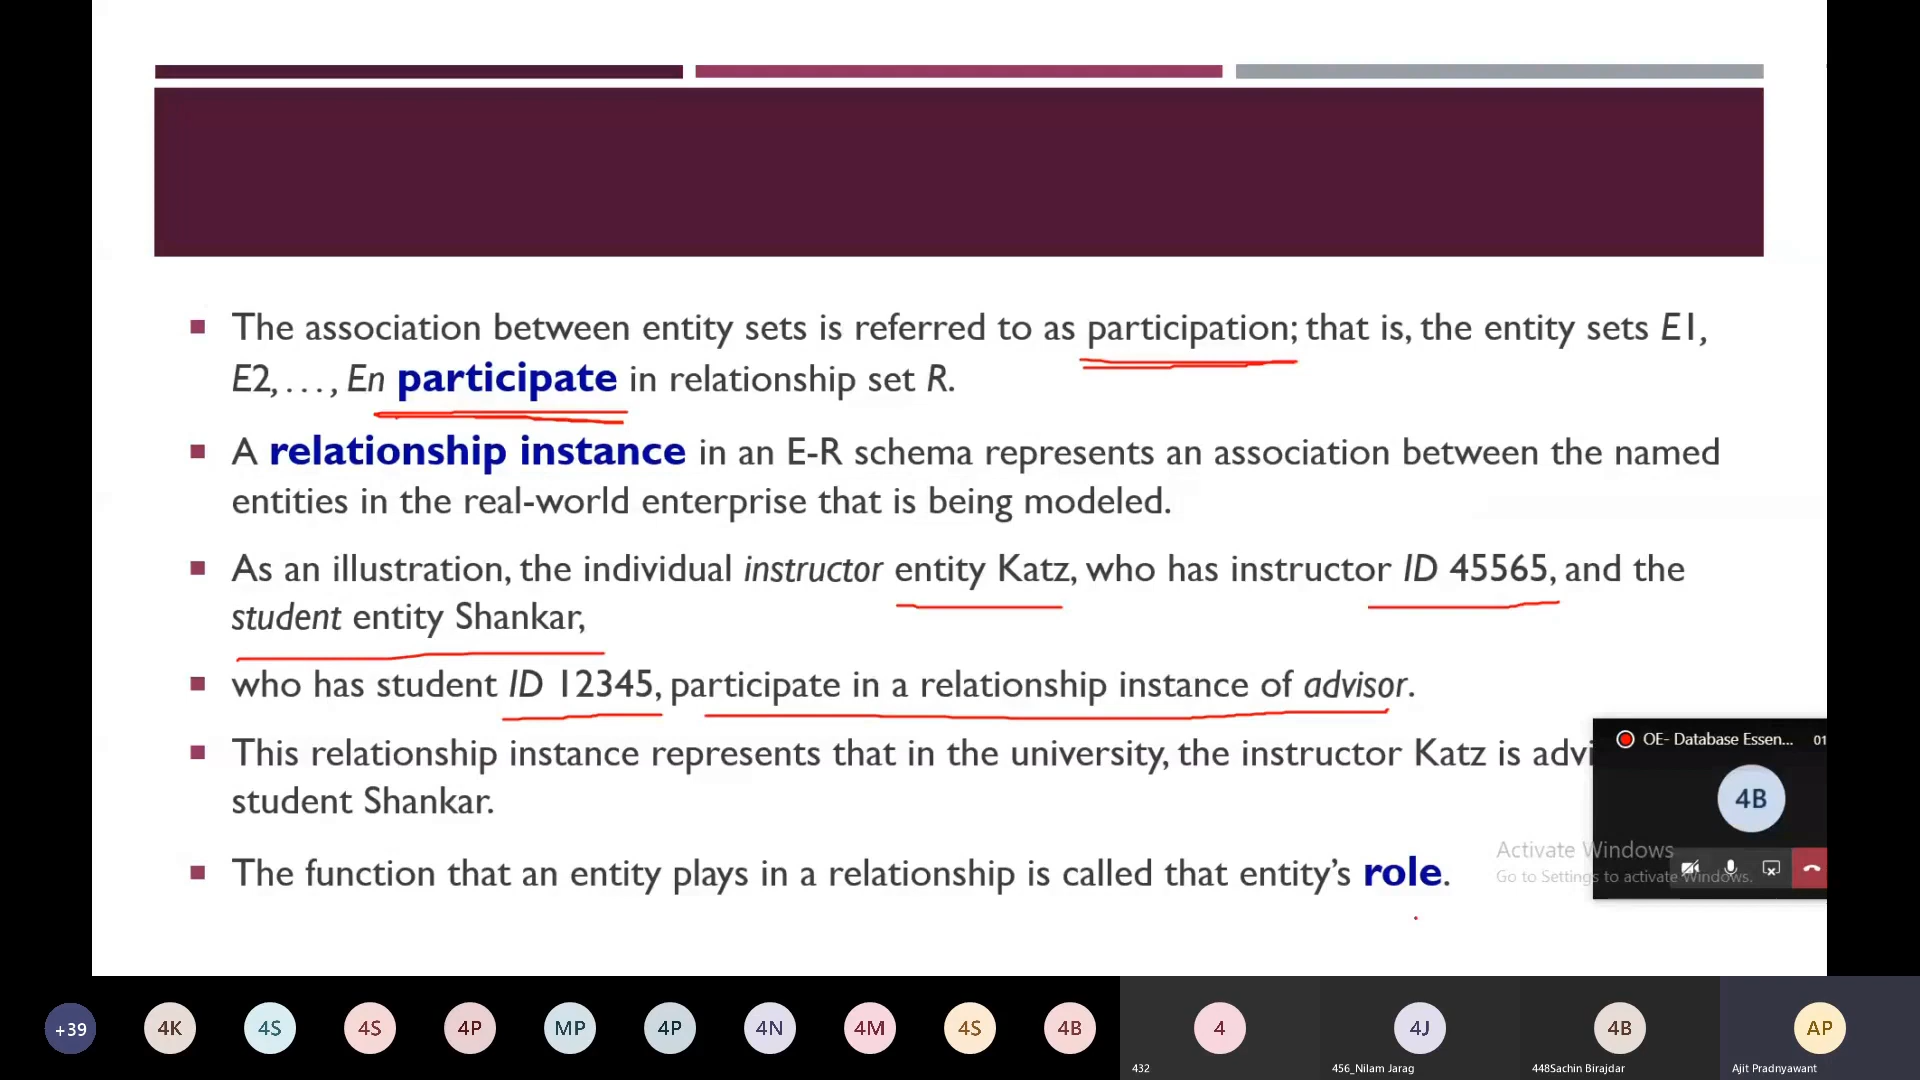 The association between entity sets is referred to as participation; that is, the entity sets E1,
E2, . . . , En participate in relationship set R.
A relationship instance in an E-R schema represents an association between the named
entities in the real-world enterprise that is being modeled.
As an illustration, the individual instructor entity Katz, who has instructor ID 45565, and the
student entity Shankar,
who has student ID 12345, participate in a relationship instance of advisor.
This relationship instance represents that in the university, the instructor Katz is advi
student Shankar.
The function that an entity plays in a relationship is called that entity's role.
OE- Database Essen... 01
4B
Activate Windows
Go to Settings to activate Windows.
+39 4K 4S 4S 4P MP 4P 4N 4M 4S 4B 4 4J 4B AP
432 456_Nilam Jarag 448Sachin Birajdar Ajit Pradnyawant